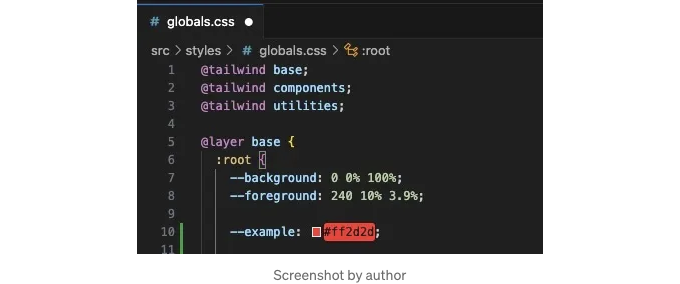 # globals.css
src > styles > # globals.css > :root
1 @tailwind base;
2 @tailwind components;
3 @tailwind utilities;
4
5 @layer base {
6 :root {
7 --background: 0 0% 100%;
8 --foreground: 240 10% 3.9%;
9
10 --example: #ff2d2d;
11
Screenshot by author